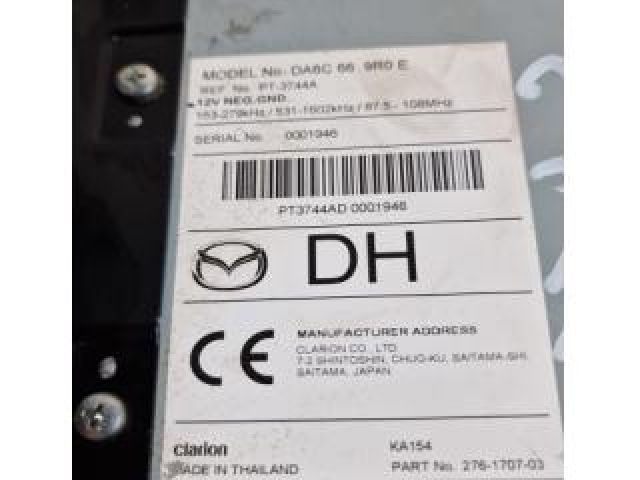 MODEL No. DA6C 66 9R0 E
REF No. PT-3744A
12V NEG.GND
153-279kHz / 531-1602kHz / 87.5 - 108MHz
SERIAL No. 0001946
PT3744AD 0001946
DH
CE
MANUFACTURER ADDRESS
CLARION CO., LTD.
7-2 SHINTOSHIN, CHUO-KU, SAITAMA-SHI,
SAITAMA, JAPAN
clarion KA154
MADE IN THAILAND PART No. 276-1707-03